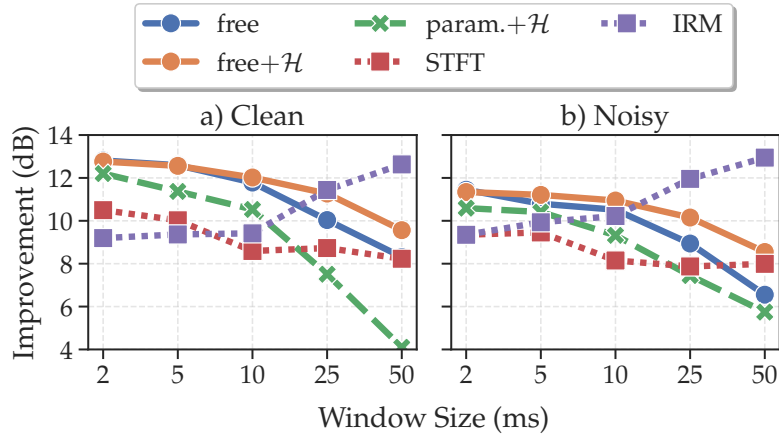 free
param.+ℋ
IRM
free+ℋ
STFT
a) Clean
b) Noisy
14
12
10
8
6
4
Improvement (dB)
2 5 10 25 50
2 5 10 25 50
Window Size (ms)